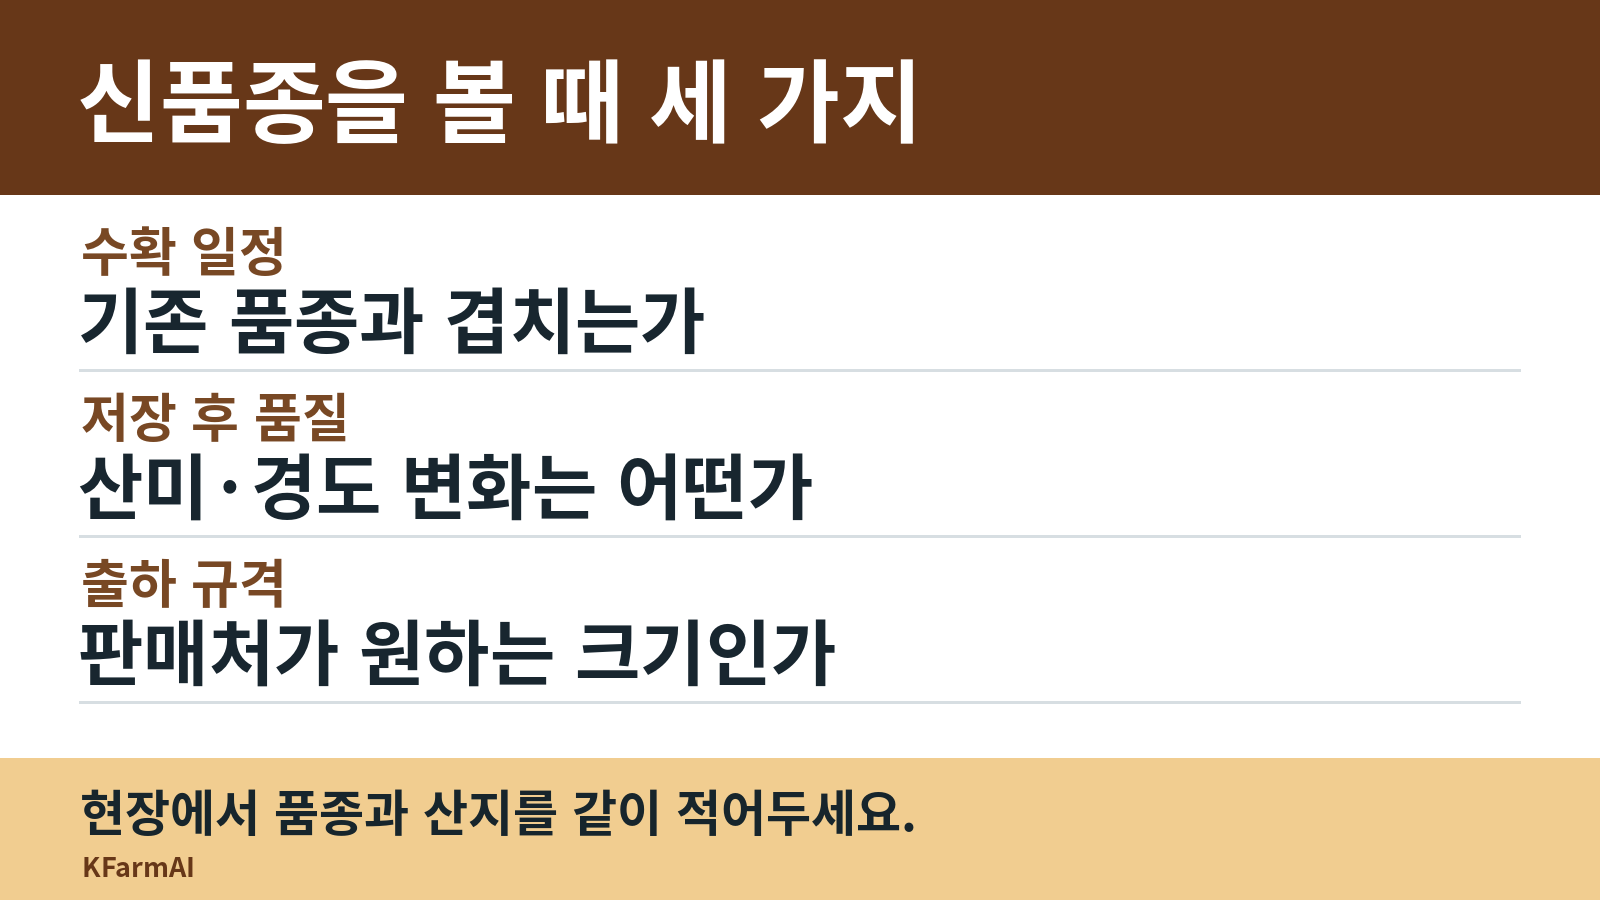 신품종을 볼 때 세 가지
수확 일정
기존 품종과 겹치는가
저장 후 품질
산미·경도 변화는 어떤가
출하 규격
판매처가 원하는 크기인가
현장에서 품종과 산지를 같이 적어두세요.
KFarmAI